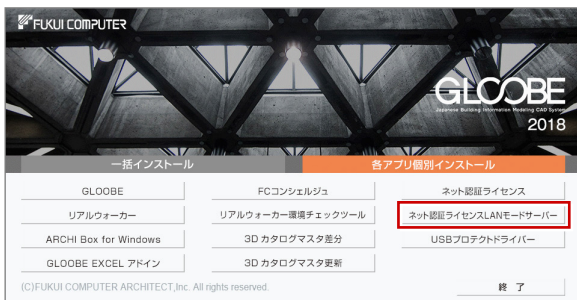 FUKUI COMPUTER
GLOOBE
Japanese Building Information Modeling CAD System
2018
一括インストール
各アプリ個別インストール
GLOOBE
FCコンシェルジュ
ネット認証ライセンス
リアルウォーカー
リアルウォーカー環境チェックツール
ネット認証ライセンスLANモードサーバー
ARCHI Box for Windows
3D カタログマスタ差分
USBプロテクトドライバー
GLOOBE EXCEL アドイン
3D カタログマスタ更新
(C)FUKUI COMPUTER ARCHITECT,Inc. All rights reserved.
終 了